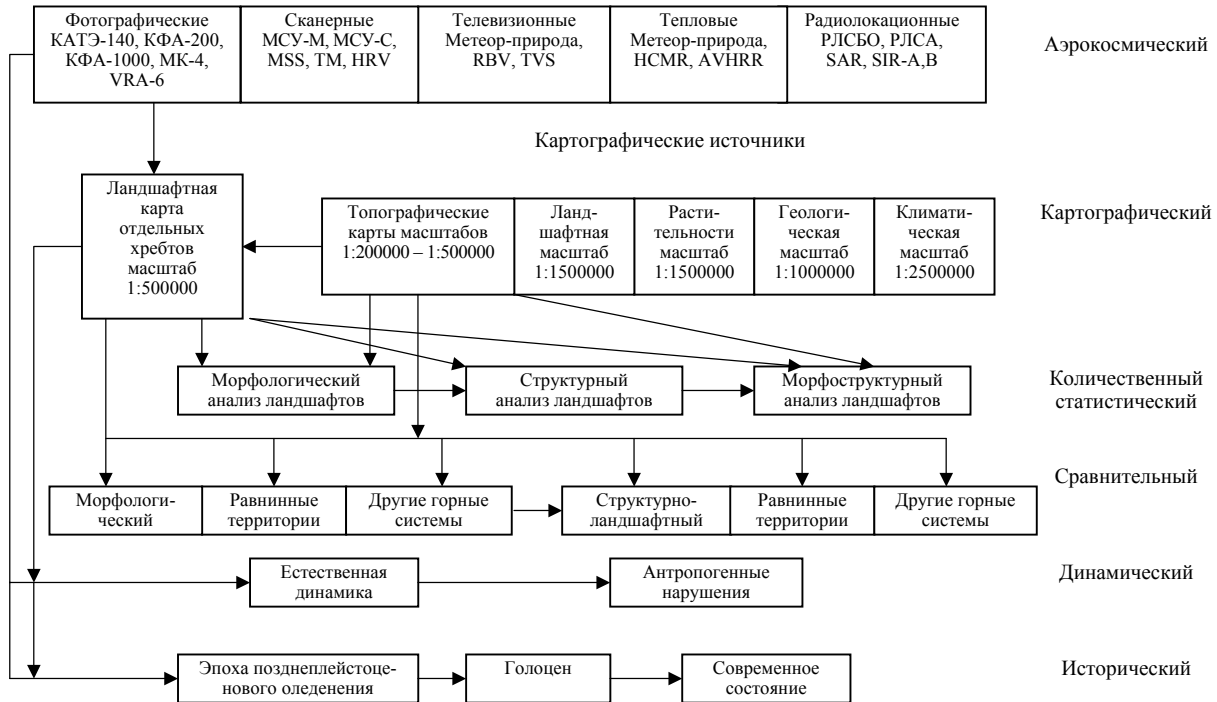 Фотографические
КАТЭ-140, КФА-200,
КФА-1000, МК-4,
VRA-6
Сканерные
МСУ-М, МСУ-С,
MSS, TM, HRV
Телевизионные
Метеор-природа,
RBV, TVS
Тепловые
Метеор-природа,
HCMR, AVHRR
Радиолокационные
РЛСБО, РЛСА,
SAR, SIR-A,B
Аэрокосмический
Картографические источники
Ландшафтная
карта
отдельных
хребтов
масштаб
1:500000
Топографические
карты масштабов
1:200000 – 1:500000
Ланд-
шафтная
масштаб
1:1500000
Расти-
тельности
масштаб
1:1500000
Геологи-
ческая
масштаб
1:1000000
Климати-
ческая
масштаб
1:2500000
Картографический
Морфологический
анализ ландшафтов
Структурный
анализ ландшафтов
Морфоструктурный
анализ ландшафтов
Количественный
статистический
Морфологи-
ческий
Равнинные
территории
Другие горные
системы
Структурно-
ландшафтный
Равнинные
территории
Другие горные
системы
Сравнительный
Естественная
динамика
Антропогенные
нарушения
Динамический
Эпоха позднеплейстоце-
нового оледенения
Голоцен
Современное
состояние
Исторический